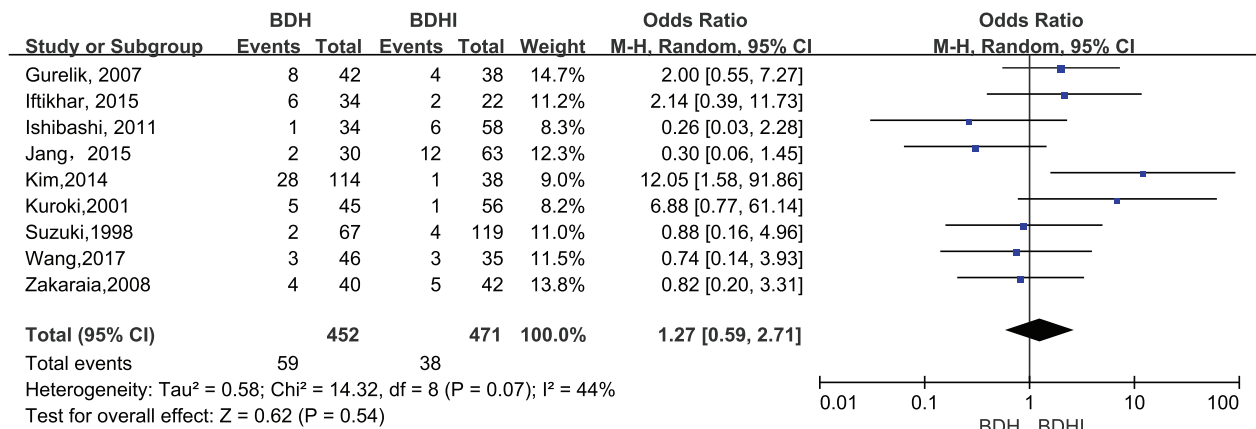 BDH BDHI Odds Ratio Odds Ratio
Study or Subgroup Events Total Events Total Weight M-H, Random, 95% CI M-H, Random, 95% CI
Gurelik, 2007 8 42 4 38 14.7% 2.00 [0.55, 7.27]
Iftikhar, 2015 6 34 2 22 11.2% 2.14 [0.39, 11.73]
Ishibashi, 2011 1 34 6 58 8.3% 0.26 [0.03, 2.28]
Jang，2015 2 30 12 63 12.3% 0.30 [0.06, 1.45]
Kim,2014 28 114 1 38 9.0% 12.05 [1.58, 91.86]
Kuroki,2001 5 45 1 56 8.2% 6.88 [0.77, 61.14]
Suzuki,1998 2 67 4 119 11.0% 0.88 [0.16, 4.96]
Wang,2017 3 46 3 35 11.5% 0.74 [0.14, 3.93]
Zakaraia,2008 4 40 5 42 13.8% 0.82 [0.20, 3.31]
Total (95% CI) 452 471 100.0% 1.27 [0.59, 2.71]
Total events 59 38
Heterogeneity: Tau² = 0.58; Chi² = 14.32, df = 8 (P = 0.07); I² = 44%
Test for overall effect: Z = 0.62 (P = 0.54)
0.01 0.1 1 10 100
BDH BDHI